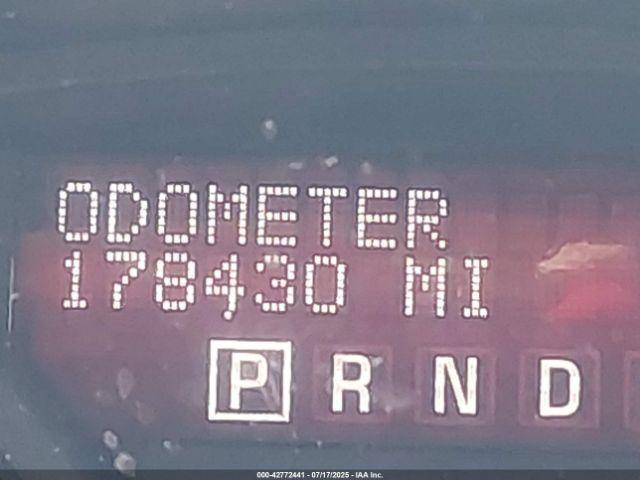 ODOMETER
178430 MI
P R N D
000-42772441 - 07/17/2025 - IAA Inc.